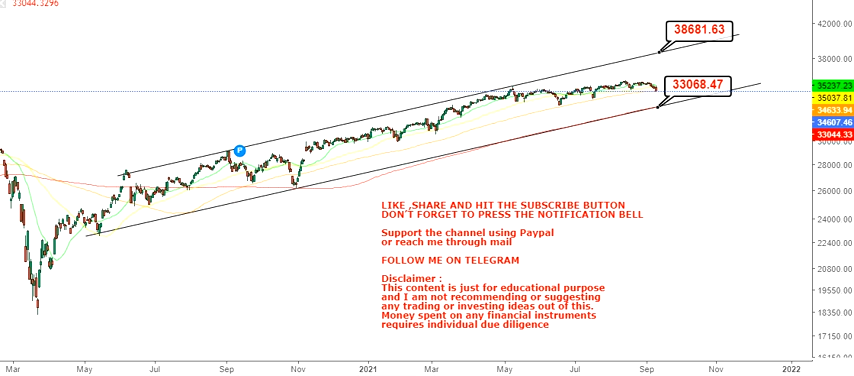 33044.3296
42000.00
38681.63
38000.00
33068.47
35237.23
35037.81
34633.94
34607.46
33044.33
P
28000.00
26000.00
LIKE ,SHARE AND HIT THE SUBSCRIBE BUTTON
DON'T FORGET TO PRESS THE NOTIFICATION BELL
24000.00
Support the channel using Paypal
or reach me through mail
22400.00
FOLLOW ME ON TELEGRAM
20800.00
Disclaimer :
This content is just for educational purpose
and I am not recommending or suggesting
any trading or investing ideas out of this.
Money spent on any financial instruments
requires individual due diligence
19550.00
18350.00
17150.00
Mar May Jul Sep Nov 2021 Mar May Jul Sep Nov 2022